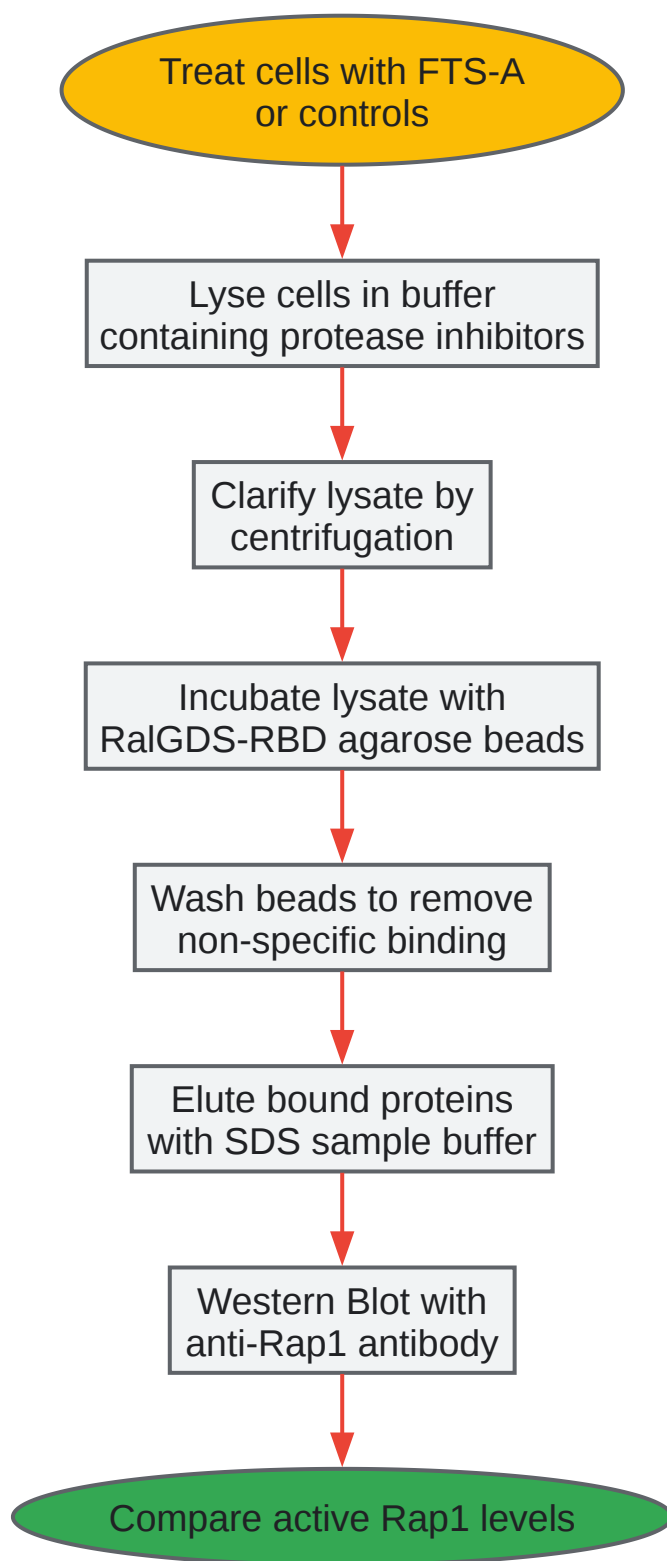 Treat cells with FTS-A
or controls
Lyse cells in buffer
containing protease inhibitors
Clarify lysate by
centrifugation
Incubate lysate with
RalGDS-RBD agarose beads
Wash beads to remove
non-specific binding
Elute bound proteins
with SDS sample buffer
Western Blot with
anti-Rap1 antibody
Compare active Rap1 levels